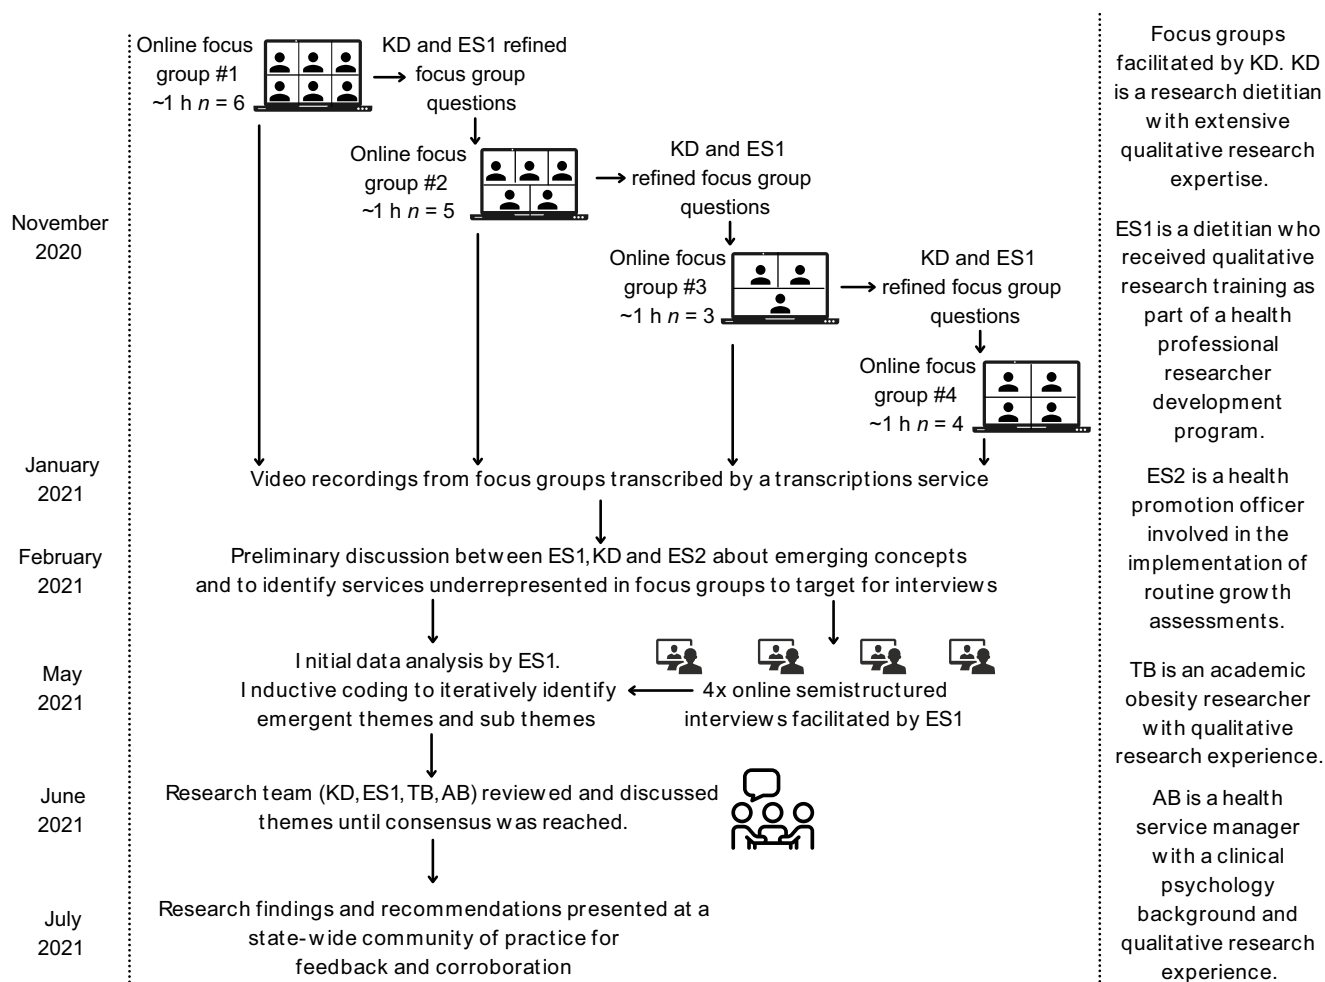 Online focus
group #1
~1 h n = 6
KD and ES1 refined
focus group
questions
Online focus
group #2
~1 h n = 5
KD and ES1
refined focus group
questions
Online focus
group #3
~1 h n = 3
KD and ES1
refined focus group
questions
Online focus
group #4
~1 h n = 4
November
2020
January
2021
Video recordings from focus groups transcribed by a transcriptions service
February
2021
Preliminary discussion between ES1, KD and ES2 about emerging concepts
and to identify services underrepresented in focus groups to target for interviews
May
2021
Initial data analysis by ES1.
Inductive coding to iteratively identify
emergent themes and sub themes
4x online semistructured
interviews facilitated by ES1
June
2021
Research team (KD, ES1, TB, AB) reviewed and discussed
themes until consensus was reached.
July
2021
Research findings and recommendations presented at a
state-wide community of practice for
feedback and corroboration
Focus groups
facilitated by KD. KD
is a research dietitian
with extensive
qualitative research
expertise.
ES1 is a dietitian who
received qualitative
research training as
part of a health
professional
researcher
development
program.
ES2 is a health
promotion officer
involved in the
implementation of
routine growth
assessments.
TB is an academic
obesity researcher
with qualitative
research experience.
AB is a health
service manager
with a clinical
psychology
background and
qualitative research
experience.